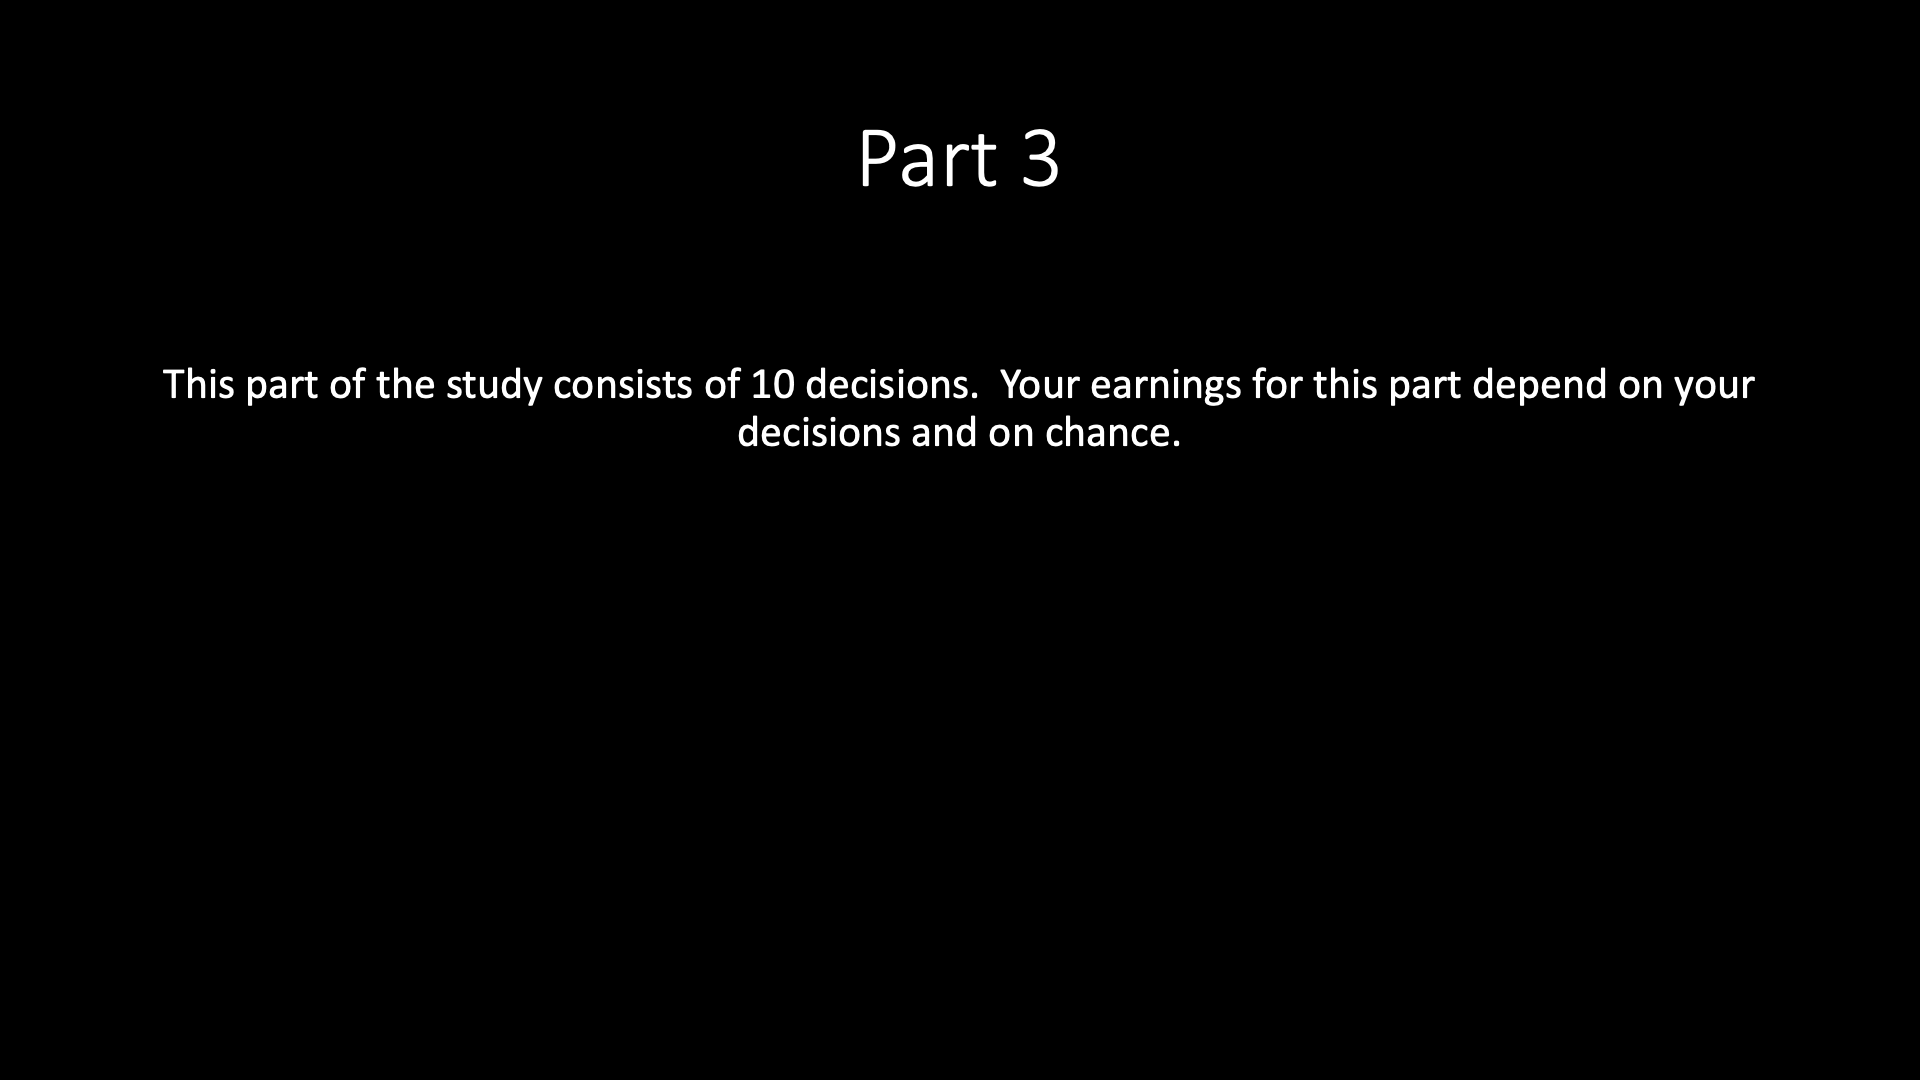 Part 3
This part of the study consists of 10 decisions.  Your earnings for this part depend on your
decisions and on chance.